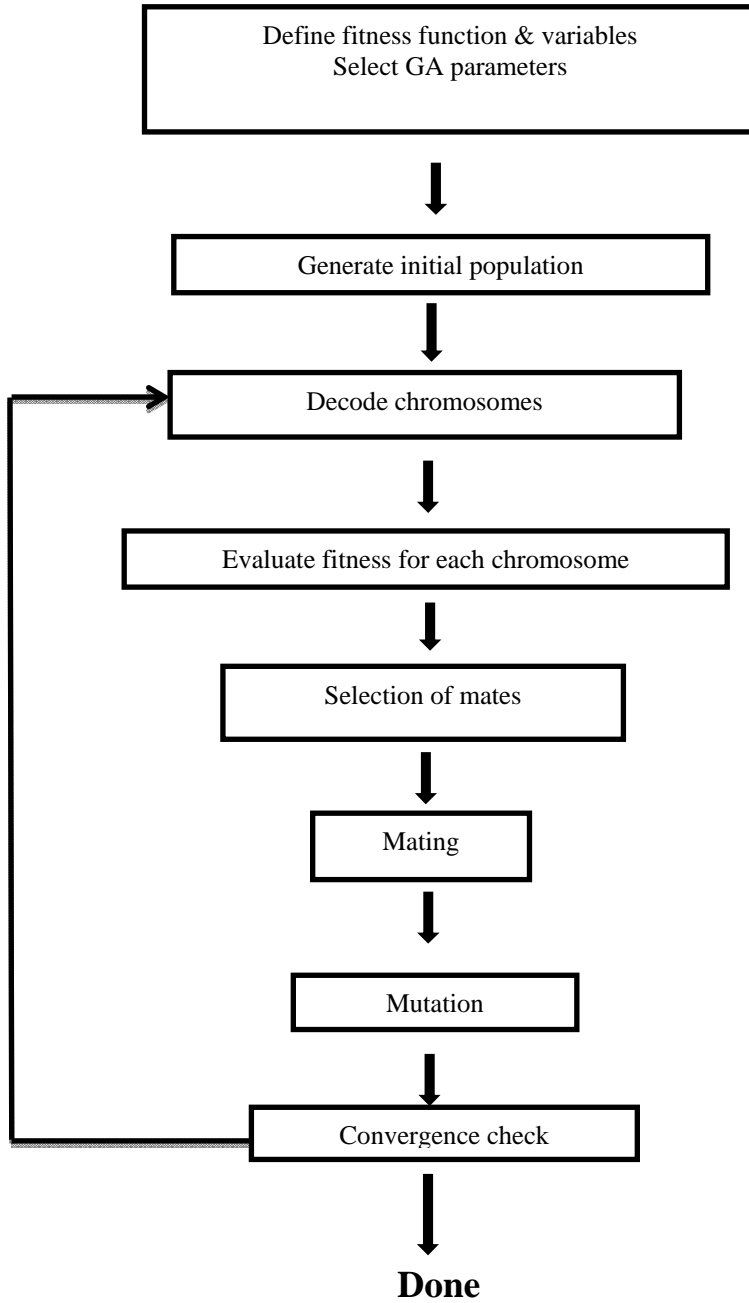 Define fitness function & variables
Select GA parameters
Generate initial population
Decode chromosomes
Evaluate fitness for each chromosome
Selection of mates
Mating
Mutation
Convergence check
Done